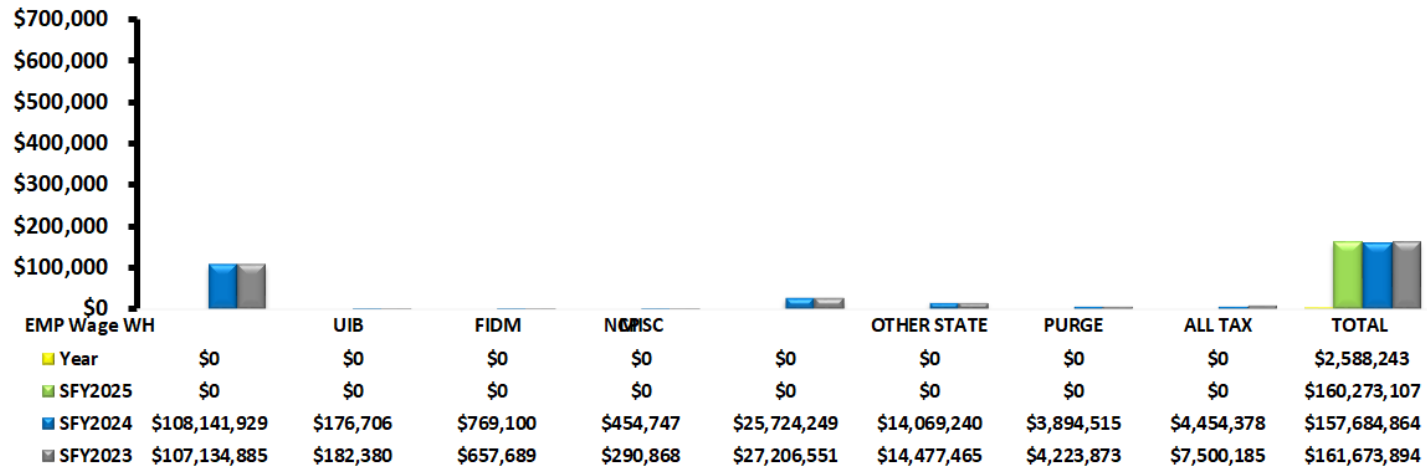 $700,000
$600,000
$500,000
$400,000
$300,000
$200,000
$100,000
$0
EMP Wage WH UIB FIDM MISC OTHER STATE PURGE ALL TAX TOTAL
Year $0 $0 $0 $0 $0 $0 $0 $0 $2,588,243
SFY2025 $0 $0 $0 $0 $0 $0 $0 $0 $160,273,107
SFY2024 $108,141,929 $176,706 $769,100 $454,747 $25,724,249 $14,069,240 $3,894,515 $4,454,378 $157,684,864
SFY2023 $107,134,885 $182,380 $657,689 $290,868 $27,206,551 $14,477,465 $4,223,873 $7,500,185 $161,673,894